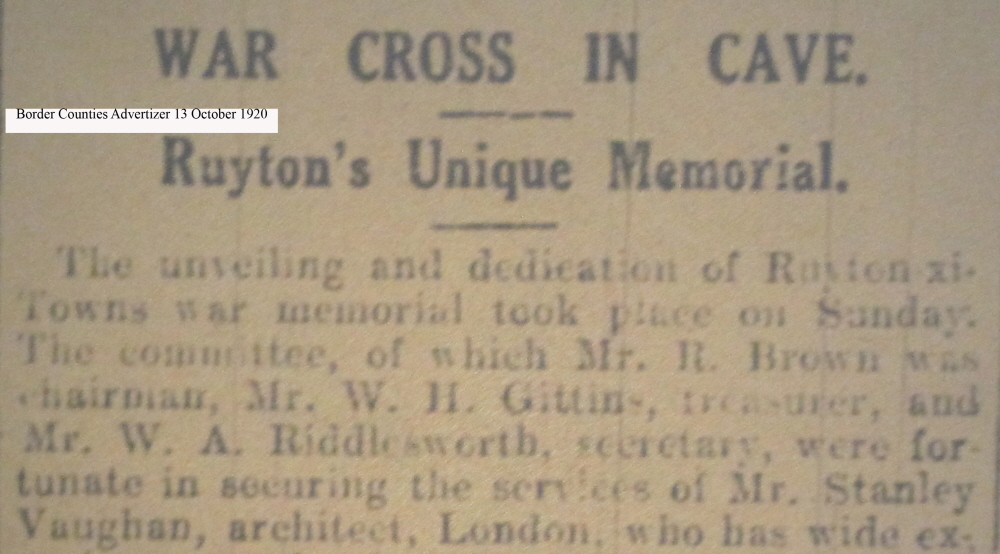 WAR CROSS IN CAVE.
Border Counties Advertizer 13 October 1920
Ruyton's Unique Memorial.
The unveiling and dedication of Ruyton-xi-
Towns war memorial took place on Sunday.
The committee, of which Mr. R. Brown was
chairman, Mr. W. H. Gittins, treasurer, and
Mr. W. A. Riddlesworth, secretary, were for-
tunate in securing the services of Mr. Stanley
Vaughan, architect, London, who has wide ex-